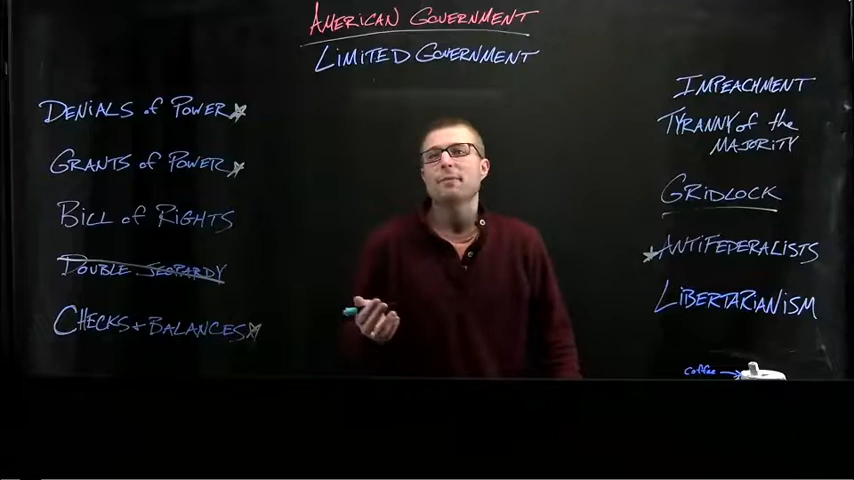 AMERICAN GOVERNMENT
LIMITED GOVERNMENT
DENIALS of POWER
GRANTS of POWER
BILL of RIGHTS
DOUBLE JEOPARDY
CHECKS + BALANCES
IMPEACHMENT
TYRANNY of the
MAJORITY
GRIDLOCK
ANTIFEDERALISTS
LIBERTARIANISM
coffee